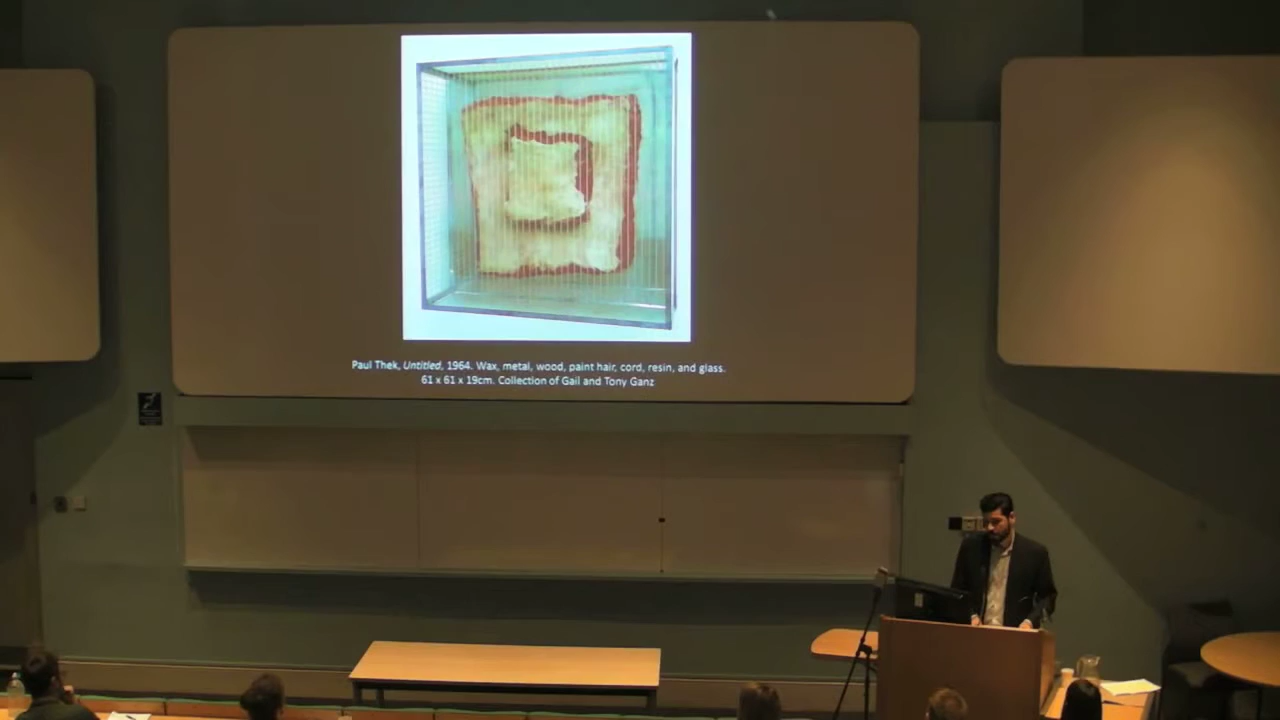 Paul Thek, Untitled, 1964. Wax, metal, wood, paint hair, cord, resin, and glass.
61 x 61 x 19cm. Collection of Gail and Tony Ganz